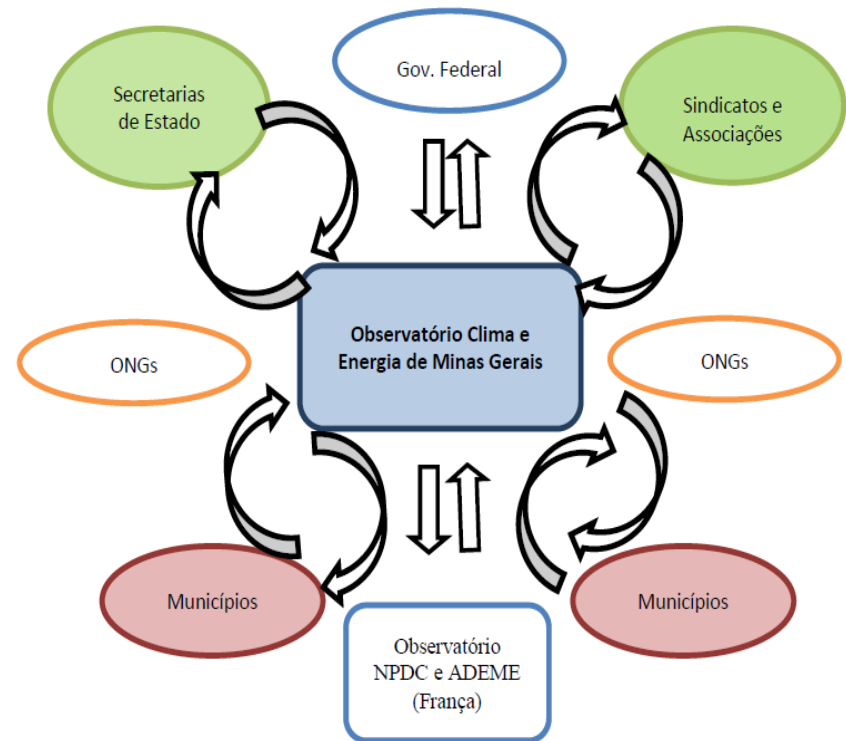 Gov. Federal
Secretarias
de Estado
Sindicatos e
Associações
Observatório Clima e
Energia de Minas Gerais
ONGs
ONGs
Municípios
Municípios
Observatório
NPDC e ADEME
(França)